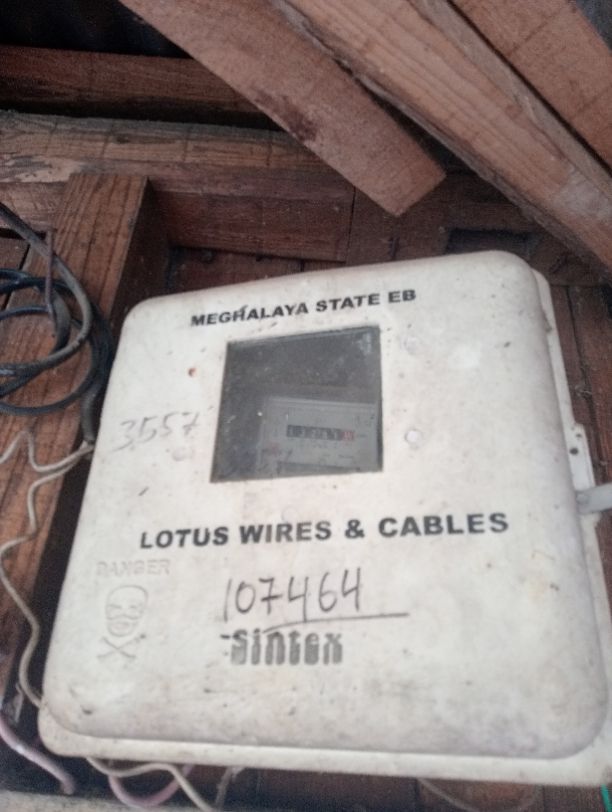 MEGHALAYA STATE EB
3557
LOTUS WIRES & CABLES
DANGER
107464
Sintex